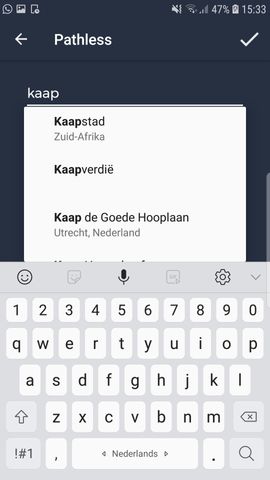 47% 15:33
Pathless
kaap
Kaapstad
Zuid-Afrika
Kaapverdië
Kaap de Goede Hooplaan
Utrecht, Nederland
GIF
1 2 3 4 5 6 7 8 9 0
q w e r t y u i o p
a s d f g h j k l
z x c v b n m
!#1 , Nederlands .